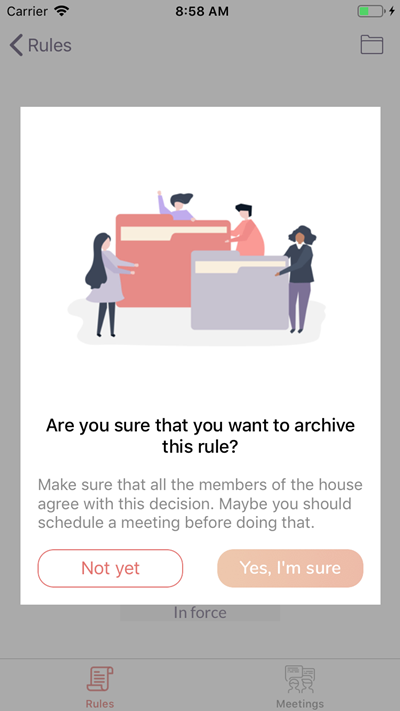 Carrier 8:58 AM
Rules
Are you sure that you want to archive
this rule?
Make sure that all the members of the house
agree with this decision. Maybe you should
schedule a meeting before doing that.
Not yet Yes, I'm sure
In force
Rules Meetings